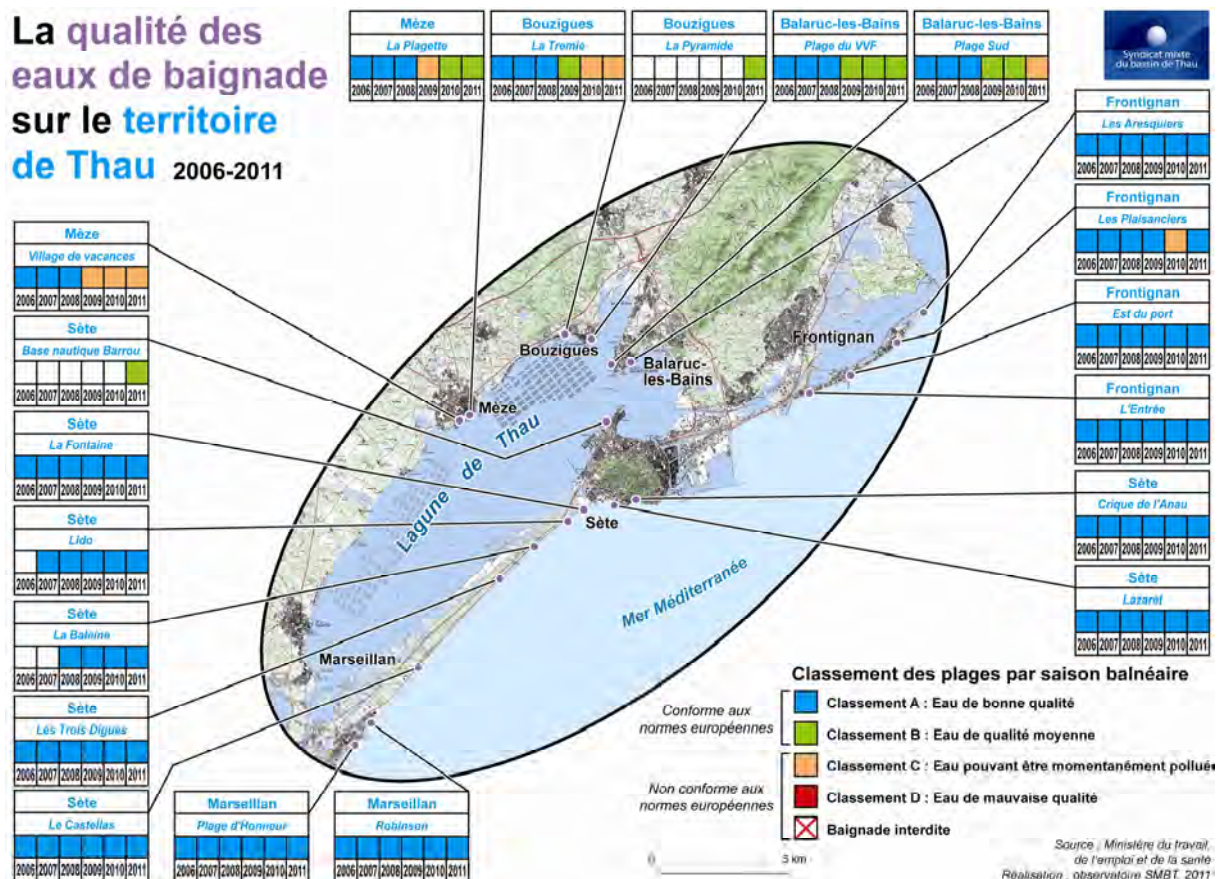 La qualité des
eaux de baignade
sur le territoire
de Thau 2006-2011
Mèze
La Plagette
2006 2007 2008 2009 2010 2011
Bouzigues
La Tremie
2006 2007 2008 2009 2010 2011
Bouzigues
La Pyramide
2006 2007 2008 2009 2010 2011
Balaruc-les-Bains
Plage du VVF
2006 2007 2008 2009 2010 2011
Balaruc-les-Bains
Plage Sud
2006 2007 2008 2009 2010 2011
Syndicat mixte
du bassin de Thau
Mèze
Village de vacances
2006 2007 2008 2009 2010 2011
Sète
Base nautique Barrou
2006 2007 2008 2009 2010 2011
Sète
La Fontaine
2006 2007 2008 2009 2010 2011
Sète
Lido
2006 2007 2008 2009 2010 2011
Sète
La Baleine
2006 2007 2008 2009 2010 2011
Sète
Les Trois Digues
2006 2007 2008 2009 2010 2011
Sète
Le Castellas
2006 2007 2008 2009 2010 2011
Marseillan
Plage d'Honneur
2006 2007 2008 2009 2010 2011
Marseillan
Robinson
2006 2007 2008 2009 2010 2011
Frontignan
Les Aresquiers
2006 2007 2008 2009 2010 2011
Frontignan
Les Plaisanciers
2006 2007 2008 2009 2010 2011
Frontignan
Est du port
2006 2007 2008 2009 2010 2011
Frontignan
L'Entrée
2006 2007 2008 2009 2010 2011
Sète
Crique de l'Anau
2006 2007 2008 2009 2010 2011
Sète
Lazaret
2006 2007 2008 2009 2010 2011
Frontignan
Bouzigues
Balaruc-
les-Bains
Mèze
Lagune de Thau
Sète
Mer Méditerranée
Marseillan
Classement des plages par saison balnéaire
Conforme aux
normes européennes
Classement A : Eau de bonne qualité
Classement B : Eau de qualité moyenne
Non conforme aux
normes européennes
Classement C : Eau pouvant être momentanément pollué
Classement D : Eau de mauvaise qualité
Baignade interdite
0 3 km
Source : Ministère du travail,
de l'emploi et de la santé
Réalisation : observatoire SMBT, 2011